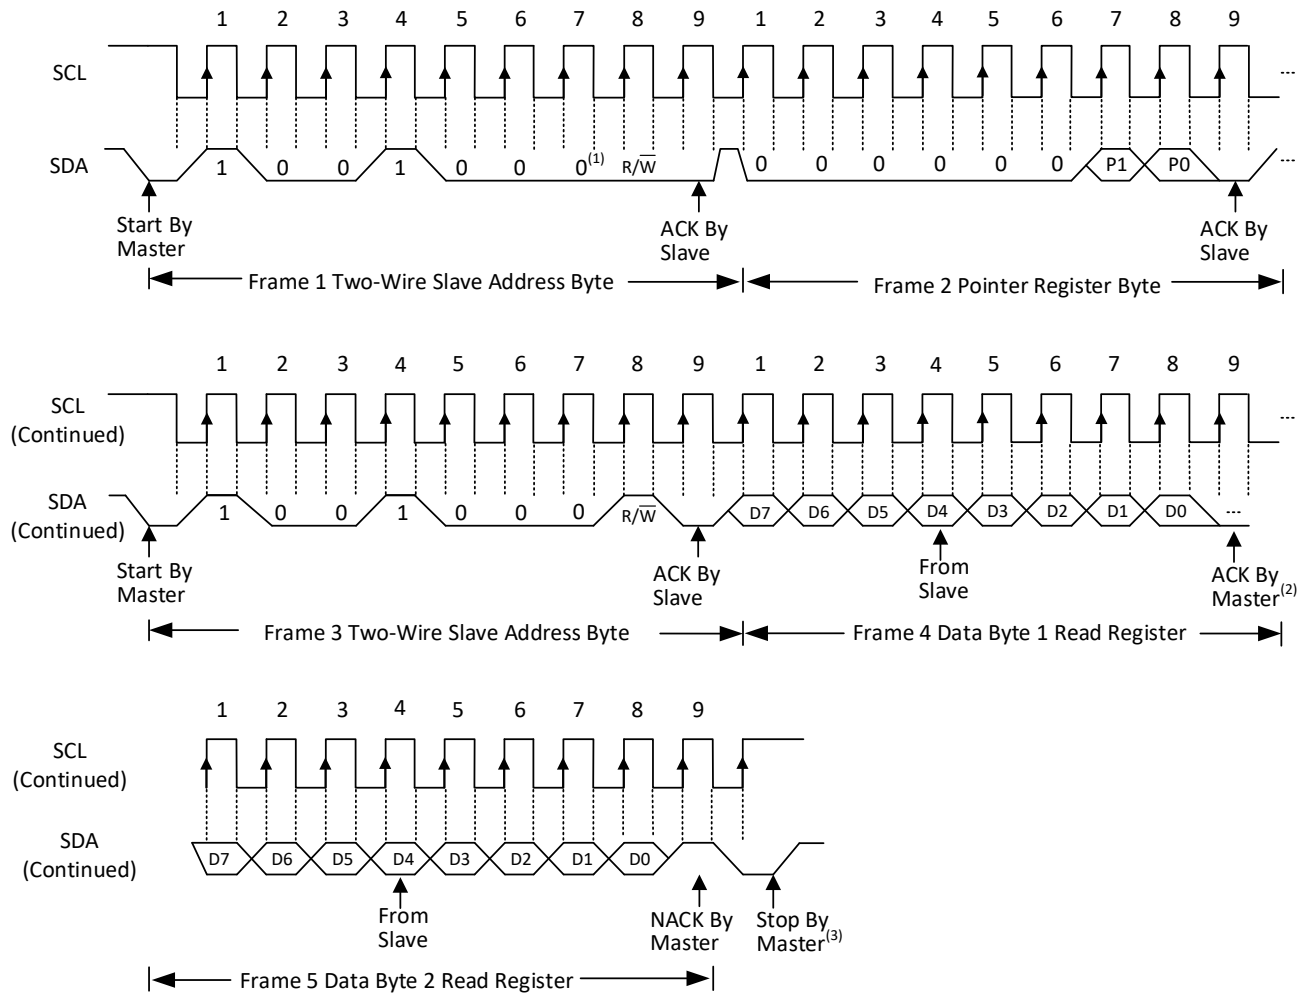 1 2 3 4 5 6 7 8 9 1 2 3 4 5 6 7 8 9
SCL
---
SDA
1 0 0 1 0 0 0(1) R/W̅ 0 0 0 0 0 0 P1 P0
---
Start By
Master
ACK By
Slave
ACK By
Slave
Frame 1 Two-Wire Slave Address Byte
Frame 2 Pointer Register Byte
1 2 3 4 5 6 7 8 9 1 2 3 4 5 6 7 8 9
SCL
(Continued)
---
SDA
(Continued)
1 0 0 1 0 0 0 R/W̅ D7 D6 D5 D4 D3 D2 D1 D0 ---
Start By
Master
ACK By
Slave
From
Slave
ACK By
Master(2)
Frame 3 Two-Wire Slave Address Byte
Frame 4 Data Byte 1 Read Register
1 2 3 4 5 6 7 8 9
SCL
(Continued)
SDA
(Continued)
D7 D6 D5 D4 D3 D2 D1 D0
From
Slave
NACK By
Master
Stop By
Master(3)
Frame 5 Data Byte 2 Read Register